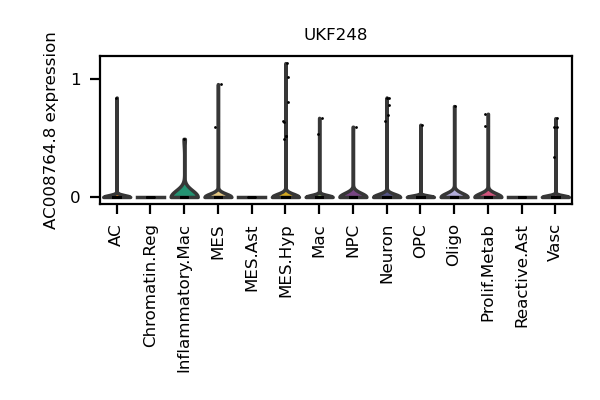 UKF248
AC008764.8 expression
1
0
AC
Chromatin.Reg
Inflammatory.Mac
MES
MES.Ast
MES.Hyp
Mac
NPC
Neuron
OPC
Oligo
Prolif.Metab
Reactive.Ast
Vasc